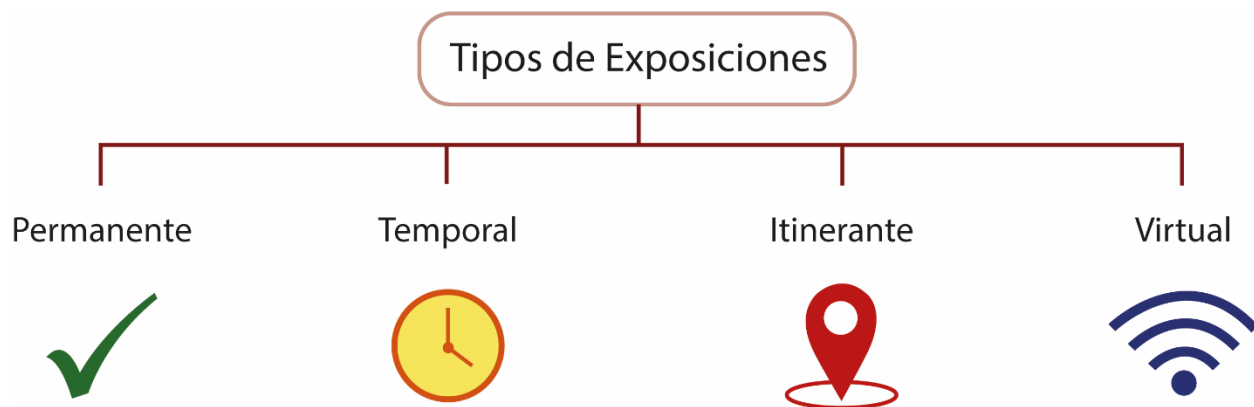 Tipos de Exposiciones
Permanente
Temporal
Itinerante
Virtual